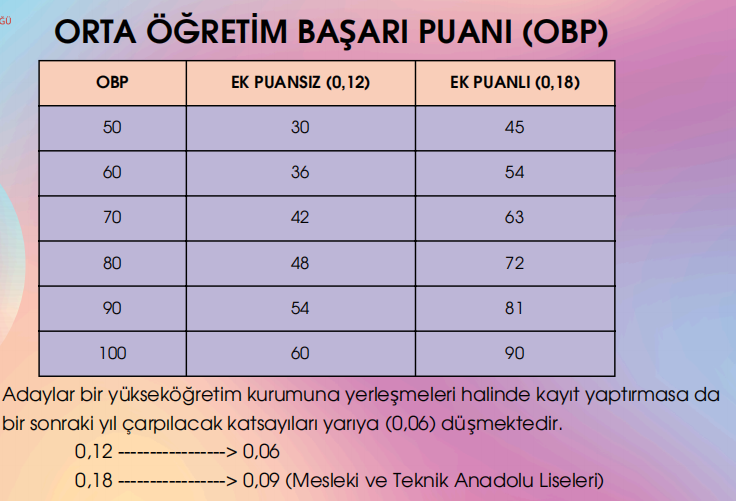 ĞÜ
ORTA ÖĞRETİM BAŞARI PUANI (OBP)
OBP EK PUANSIZ (0,12) EK PUANLI (0,18)
50 30 45
60 36 54
70 42 63
80 48 72
90 54 81
100 60 90
Adaylar bir yükseköğretim kurumuna yerleşmeleri halinde kayıt yaptırmasa da
bir sonraki yıl çarpılacak katsayıları yarıya (0,06) düşmektedir.
0,12 -----------------> 0,06
0,18 -----------------> 0,09 (Mesleki ve Teknik Anadolu Liseleri)